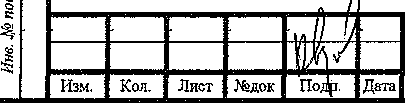 Инв. № по
Изм. Кол. Лист №док Подп. Дата